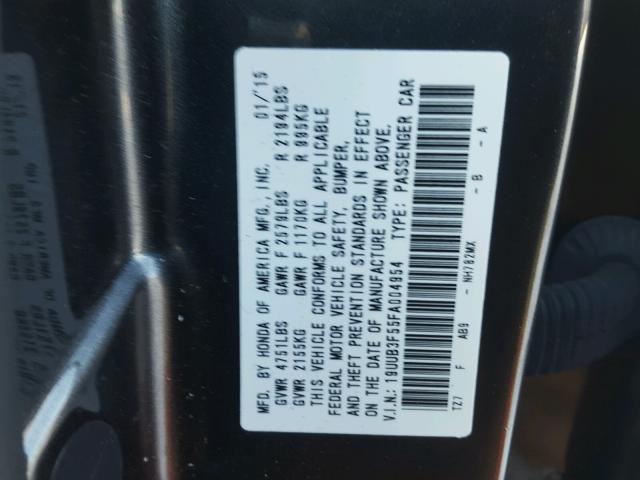 MFD. BY HONDA OF AMERICA MFG., INC. 01/'15
GVWR 4751LBS GAWR F 2579LBS R 2194LBS
GVWR 2155KG GAWR F 1170KG R 995KG
THIS VEHICLE CONFORMS TO ALL APPLICABLE
FEDERAL MOTOR VEHICLE SAFETY, BUMPER,
AND THEFT PREVENTION STANDARDS IN EFFECT
ON THE DATE OF MANUFACTURE SHOWN ABOVE.
V.I.N.: 19UUB3F55FA004954 TYPE: PASSENGER CAR
TZ7 F AB9 - NH782MX - B - A